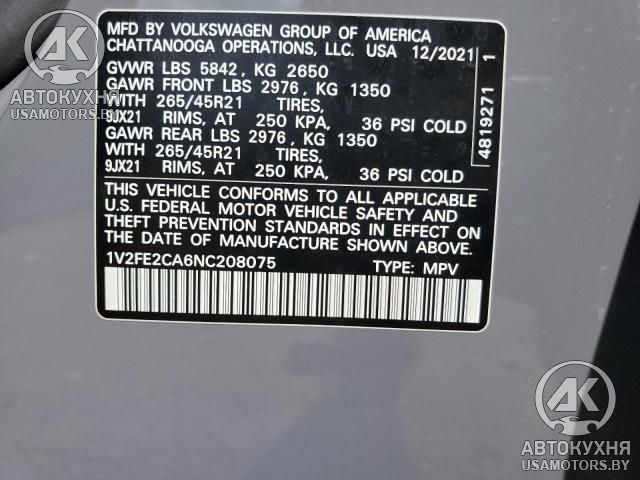 MFD BY VOLKSWAGEN GROUP OF AMERICA
CHATTANOOGA OPERATIONS, LLC. USA 12/2021
GVWR LBS 5842, KG 2650
GAWR FRONT LBS 2976, KG 1350
WITH 265/45R21 TIRES,
9JX21 RIMS, AT 250 KPA, 36 PSI COLD
GAWR REAR LBS 2976, KG 1350
WITH 265/45R21 TIRES,
9JX21 RIMS, AT 250 KPA, 36 PSI COLD
THIS VEHICLE CONFORMS TO ALL APPLICABLE
U.S. FEDERAL MOTOR VEHICLE SAFETY AND
THEFT PREVENTION STANDARDS IN EFFECT ON
THE DATE OF MANUFACTURE SHOWN ABOVE.
1V2FE2CA6NC208075 TYPE: MPV
4819271 1
АК
АВТОКУХНЯ
USAMOTORS.BY
АК
АВТОКУХНЯ
USAMOTORS.BY